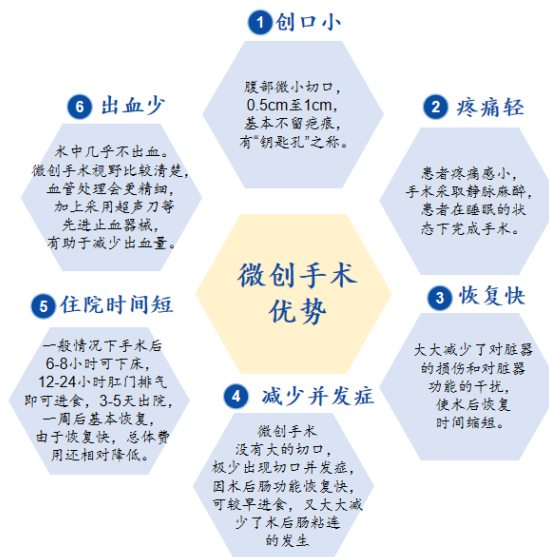 1 创口小
腹部微小切口，
0.5cm至1cm，
基本不留疤痕，
有“钥匙孔”之称。
2 疼痛轻
患者疼痛感小，
手术采取静脉麻醉，
患者在睡眠的状
态下完成手术。
3 恢复快
大大减少了对脏器
的损伤和对脏器
功能的干扰，
使术后恢复
时间缩短。
4 减少并发症
微创手术
没有大的切口，
极少出现切口并发症，
因术后肠功能恢复快，
可较早进食，又大大减
少了术后肠粘连
的发生
5 住院时间短
一般情况下手术后
6-8小时可下床，
12-24小时肛门排气
即可进食，3-5天出院，
一周后基本恢复，
由于恢复快，总体费
用还相对降低。
6 出血少
术中几乎不出血。
微创手术视野比较清楚，
血管处理会更精细，
加上采用超声刀等
先进止血器械，
有助于减少出血量。
微创手术
优势